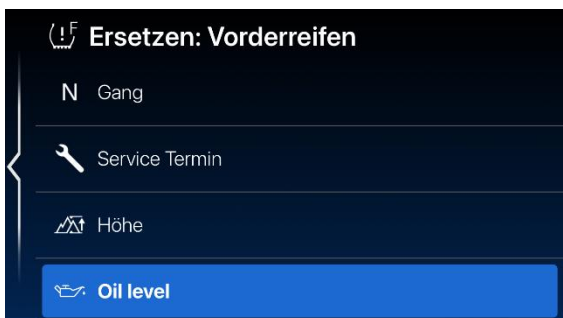 F Ersetzen: Vorderreifen
N Gang
Service Termin
Höhe
Oil level